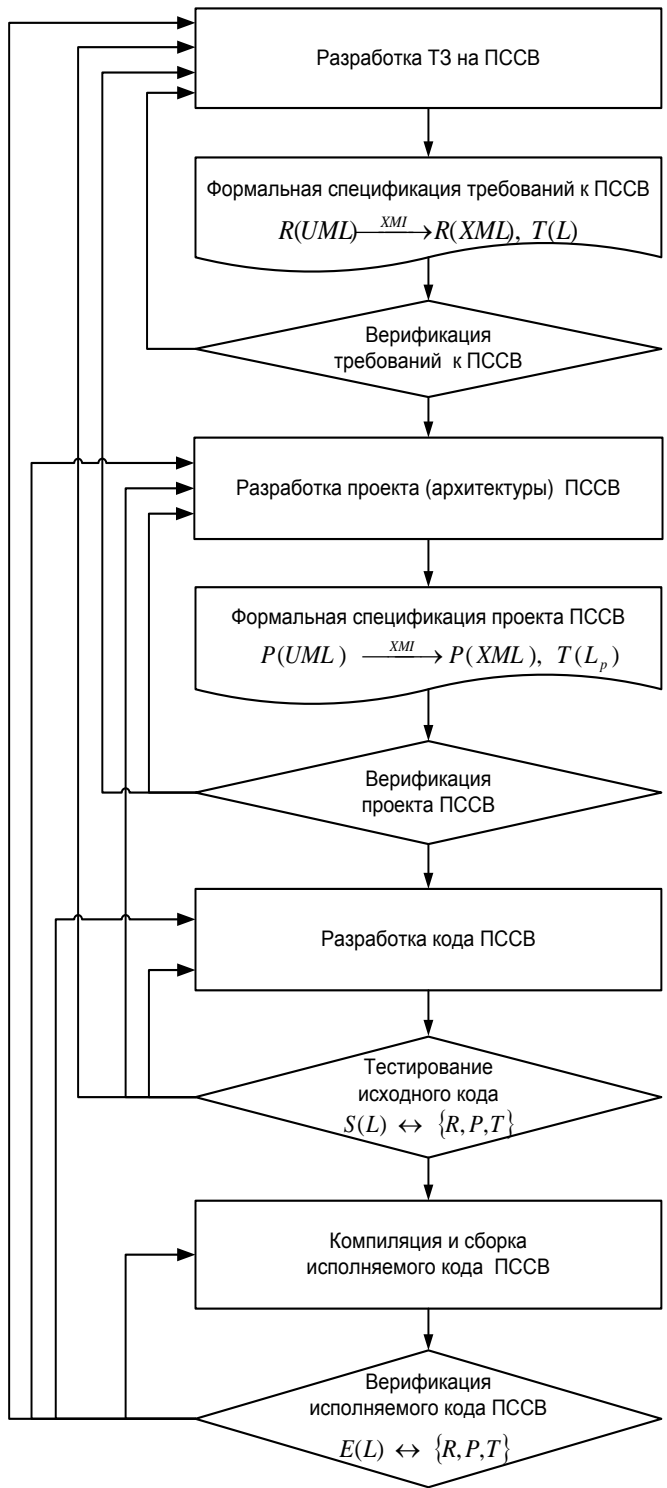 Разработка ТЗ на ПССВ
Формальная спецификация требований к ПССВ
R(UML) —XMI→ R(XML), T(L)
Верификация
требований к ПССВ
Разработка проекта (архитектуры) ПССВ
Формальная спецификация проекта ПССВ
P(UML) —XMI→ P(XML), T(Lₚ)
Верификация
проекта ПССВ
Разработка кода ПССВ
Тестирование
исходного кода
S(L) ↔ {R,P,T}
Компиляция и сборка
исполняемого кода ПССВ
Верификация
исполняемого кода ПССВ
E(L) ↔ {R,P,T}